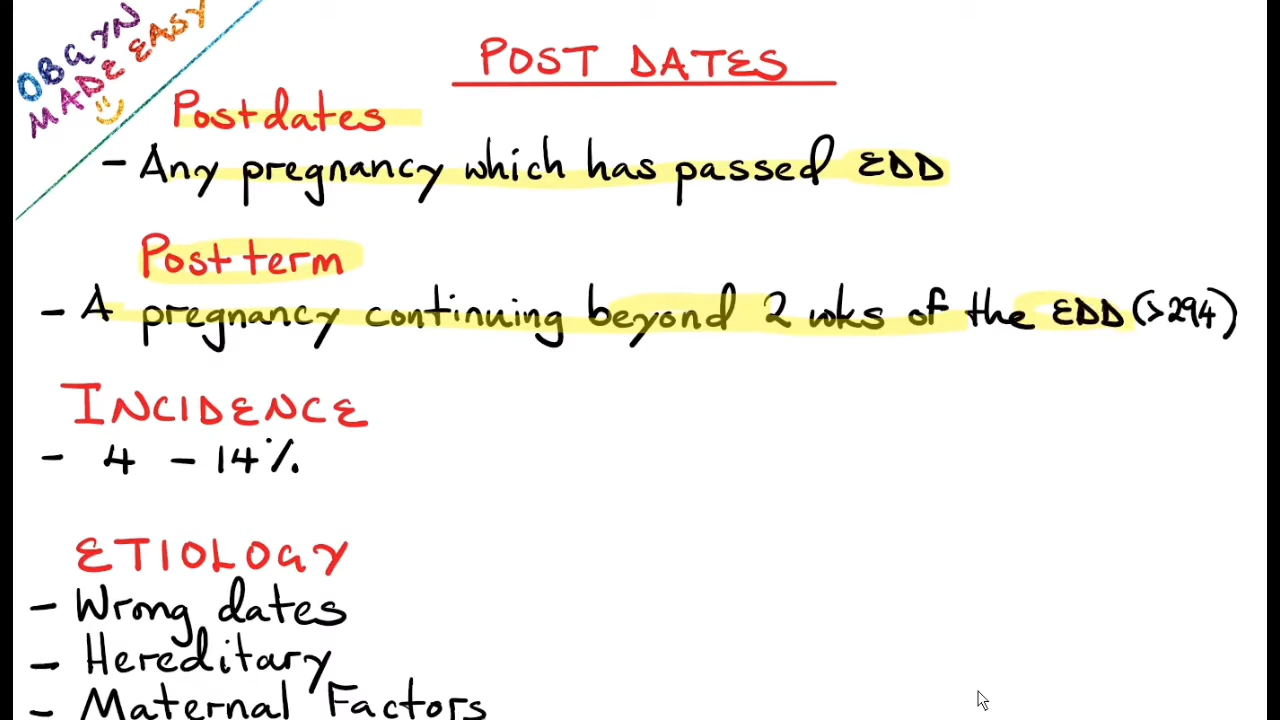 OBGYN
MADE EASY
POST DATES
Postdates
- Any pregnancy which has passed EDD
Post term
- A pregnancy continuing beyond 2 wks of the EDD (>294)
INCIDENCE
- 4 - 14%
ETIOLOGY
- Wrong dates
- Hereditary
- Maternal Factors